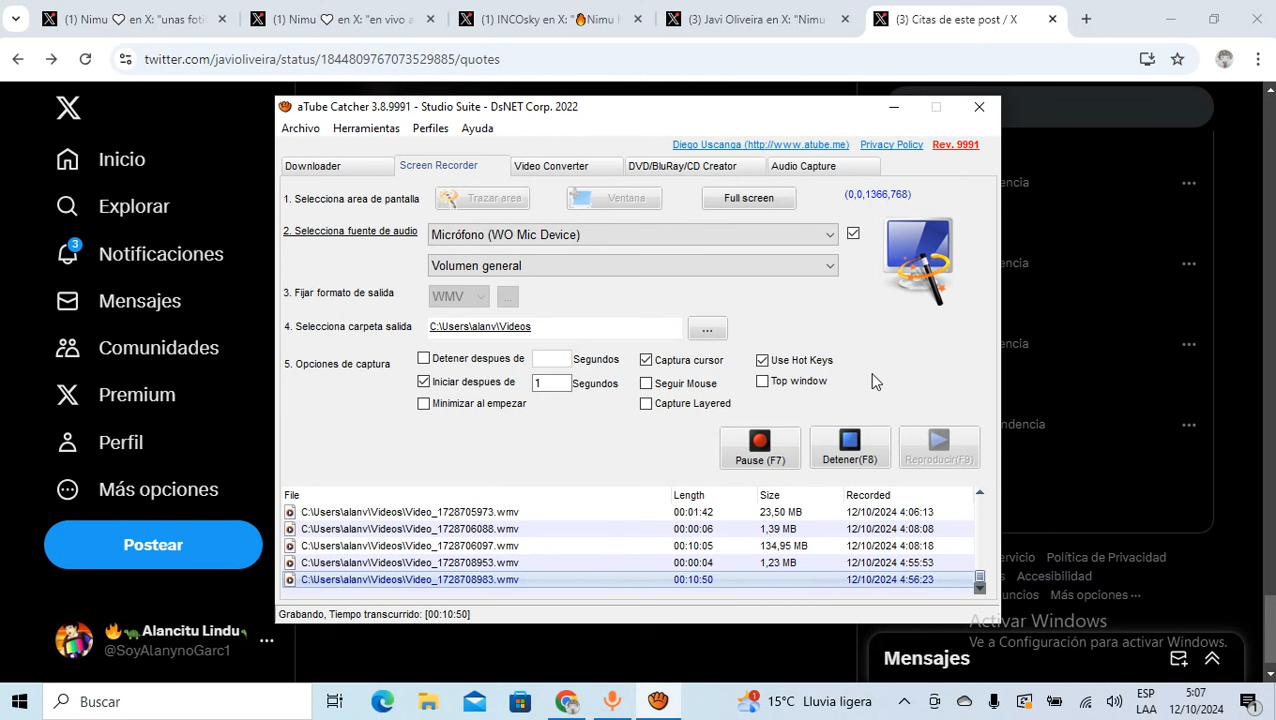 (1) Nimu 🤍 en X: "unas foti
(1) Nimu 🤍 en X: "en vivo a
(1) INCOsky en X: "🔥Nimu
(3) Javi Oliveira en X: "Nimu
(3) Citas de este post / X
twitter.com/javioliveira/status/1844809767073529885/quotes
aTube Catcher 3.8.9991 - Studio Suite - DsNET Corp. 2022
Archivo Herramientas Perfiles Ayuda
Diego Uscanga (http://www.atube.me) Privacy Policy Rev. 9991
Downloader Screen Recorder Video Converter DVD/BluRay/CD Creator Audio Capture
1. Selecciona area de pantalla Trazar area Ventana Full screen (0,0,1366,768)
2. Selecciona fuente de audio Micrófono (WO Mic Device)
Volumen general
3. Fijar formato de salida WMV ...
4. Selecciona carpeta salida C:\Users\alanv\Videos ...
5. Opciones de captura Detener despues de Segundos Captura cursor Use Hot Keys
Iniciar despues de 1 Segundos Seguir Mouse Top window
Minimizar al empezar Capture Layered
Pause (F7) Detener(F8) Reproducir(F9)
File Length Size Recorded
C:\Users\alanv\Videos\Video_1728705973.wmv 00:01:42 23,50 MB 12/10/2024 4:06:13
C:\Users\alanv\Videos\Video_1728706088.wmv 00:00:06 1,39 MB 12/10/2024 4:08:08
C:\Users\alanv\Videos\Video_1728706097.wmv 00:10:05 134,95 MB 12/10/2024 4:08:18
C:\Users\alanv\Videos\Video_1728708953.wmv 00:00:04 1,23 MB 12/10/2024 4:55:53
C:\Users\alanv\Videos\Video_1728708983.wmv 00:10:50 12/10/2024 4:56:23
Grabando, Tiempo transcurrido: [00:10:50]
Inicio
Explorar
3
Notificaciones
Mensajes
Comunidades
Premium
Perfil
Más opciones
Postear
🔥🐢Alancitu Lindu
@SoyAlanynoGarc1
encia
encia
encia
ndencia
ervicio Política de Privacidad
Accesibilidad
nuncios Más opciones ···
Activar Windows
Ve a Configuración para activar Windows.
Mensajes
Buscar
1
15°C Lluvia ligera
ESP
LAA
5:07
12/10/2024
1